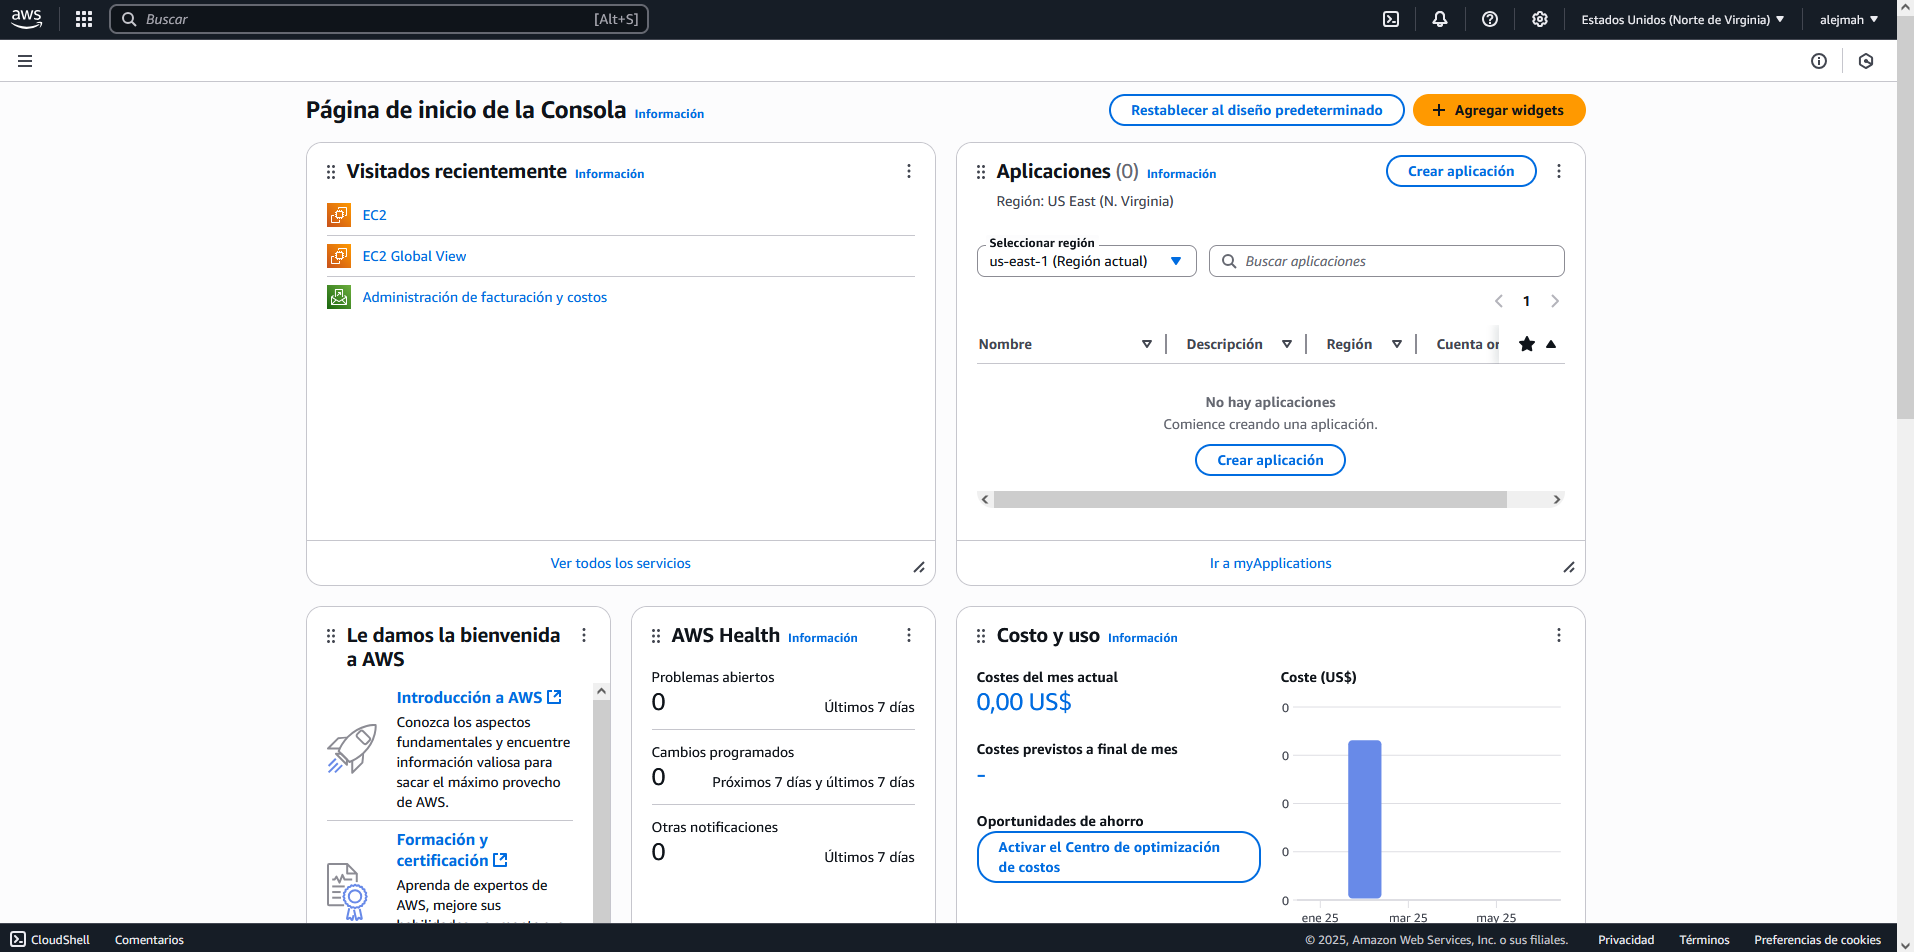 aws
Buscar
[Alt+S]
Estados Unidos (Norte de Virginia)
alejmah
Página de inicio de la Consola
Información
Restablecer al diseño predeterminado
Agregar widgets
Visitados recientemente
Información
EC2
EC2 Global View
Administración de facturación y costos
Ver todos los servicios
Aplicaciones (0)
Información
Crear aplicación
Región: US East (N. Virginia)
Seleccionar región
us-east-1 (Región actual)
Buscar aplicaciones
1
Nombre
Descripción
Región
Cuenta or
No hay aplicaciones
Comience creando una aplicación.
Crear aplicación
Ir a myApplications
Le damos la bienvenida
a AWS
Introducción a AWS
Conozca los aspectos
fundamentales y encuentre
información valiosa para
sacar el máximo provecho
de AWS.
Formación y
certificación
Aprenda de expertos de
AWS, mejore sus
AWS Health
Información
Problemas abiertos
0
Últimos 7 días
Cambios programados
0
Próximos 7 días y últimos 7 días
Otras notificaciones
0
Últimos 7 días
Costo y uso
Información
Costes del mes actual
0,00 US$
Costes previstos a final de mes
-
Oportunidades de ahorro
Activar el Centro de optimización
de costos
Coste (US$)
0
0
0
0
0
ene 25
mar 25
may 25
CloudShell
Comentarios
© 2025, Amazon Web Services, Inc. o sus filiales.
Privacidad
Términos
Preferencias de cookies